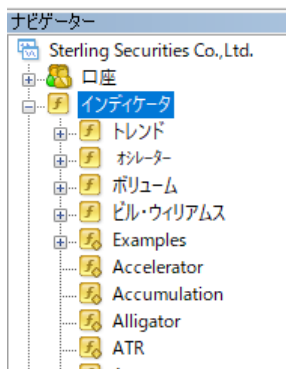 ナビゲーター
Sterling Securities Co.,Ltd.
口座
インディケータ
トレンド
オシレーター
ボリューム
ビル・ウィリアムス
Examples
Accelerator
Accumulation
Alligator
ATR